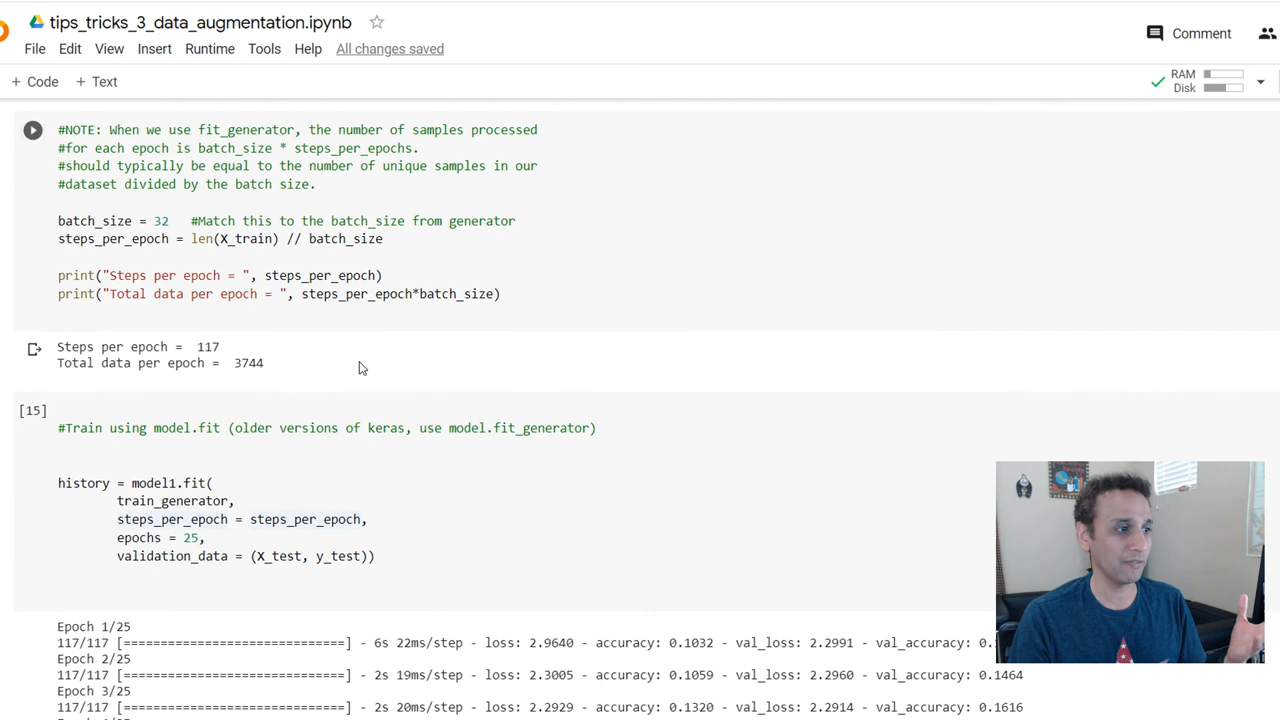 tips_tricks_3_data_augmentation.ipynb
File Edit View Insert Runtime Tools Help All changes saved
Comment
+ Code + Text
RAM
Disk
#NOTE: When we use fit_generator, the number of samples processed
#for each epoch is batch_size * steps_per_epochs.
#should typically be equal to the number of unique samples in our
#dataset divided by the batch size.
batch_size = 32 #Match this to the batch_size from generator
steps_per_epoch = len(X_train) // batch_size
print("Steps per epoch = ", steps_per_epoch)
print("Total data per epoch = ", steps_per_epoch*batch_size)
Steps per epoch = 117
Total data per epoch = 3744
[15]
#Train using model.fit (older versions of keras, use model.fit_generator)
history = model1.fit(
train_generator,
steps_per_epoch = steps_per_epoch,
epochs = 25,
validation_data = (X_test, y_test))
Epoch 1/25
117/117 [==============================] - 6s 22ms/step - loss: 2.9640 - accuracy: 0.1032 - val_loss: 2.2991 - val_accuracy: 0.
Epoch 2/25
117/117 [==============================] - 2s 19ms/step - loss: 2.3005 - accuracy: 0.1059 - val_loss: 2.2960 - val_accuracy: 0.1464
Epoch 3/25
117/117 [==============================] - 2s 20ms/step - loss: 2.2929 - accuracy: 0.1320 - val_loss: 2.2914 - val_accuracy: 0.1616